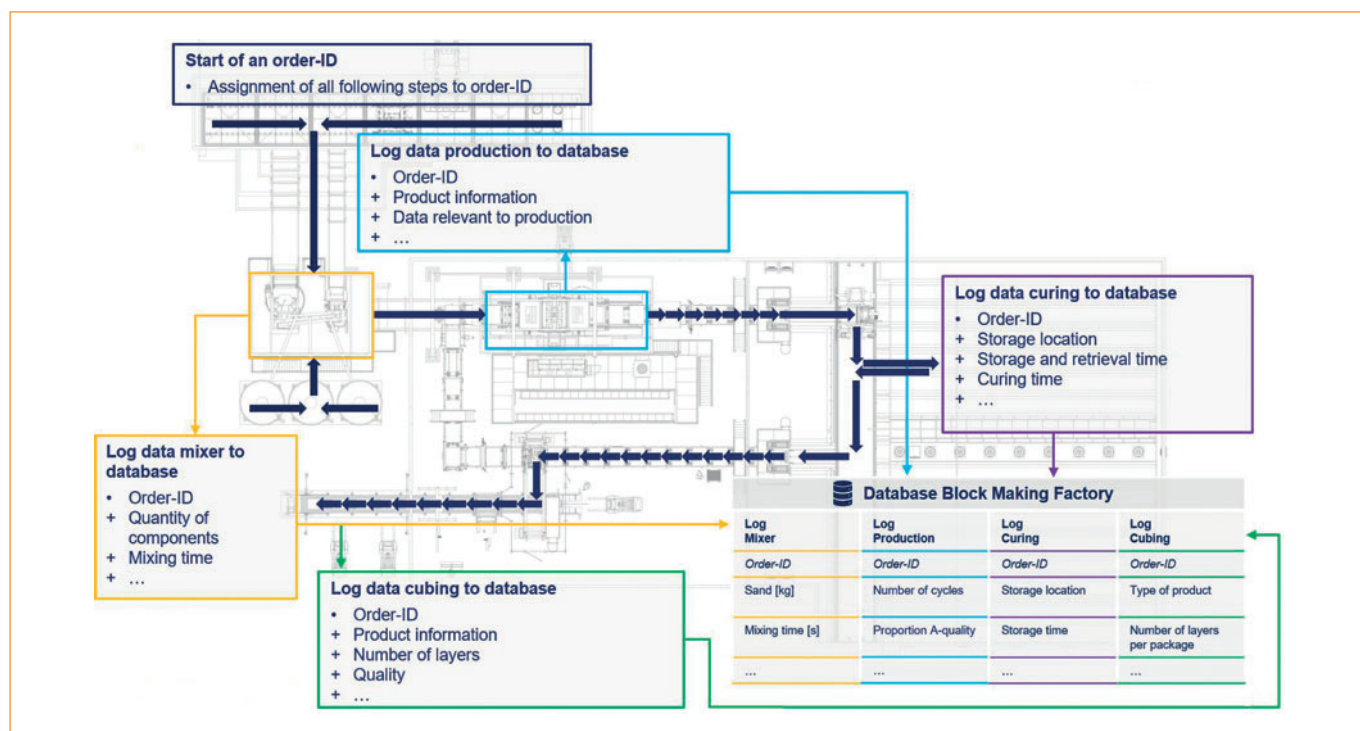 Start of an order-ID
• Assignment of all following steps to order-ID
Log data production to database
• Order-ID
+ Product information
+ Data relevant to production
+ …
Log data curing to database
• Order-ID
+ Storage location
+ Storage and retrieval time
+ Curing time
+ …
Log data mixer to
database
• Order-ID
+ Quantity of
components
+ Mixing time
+ …
Log data cubing to database
• Order-ID
+ Product information
+ Number of layers
+ Quality
+ …
Database Block Making Factory
Log Log Log Log
Mixer Production Curing Cubing
Order-ID Order-ID Order-ID Order-ID
Sand [kg] Number of cycles Storage location Type of product
Mixing time [s] Proportion A-quality Storage time Number of layers
per package
… … … …